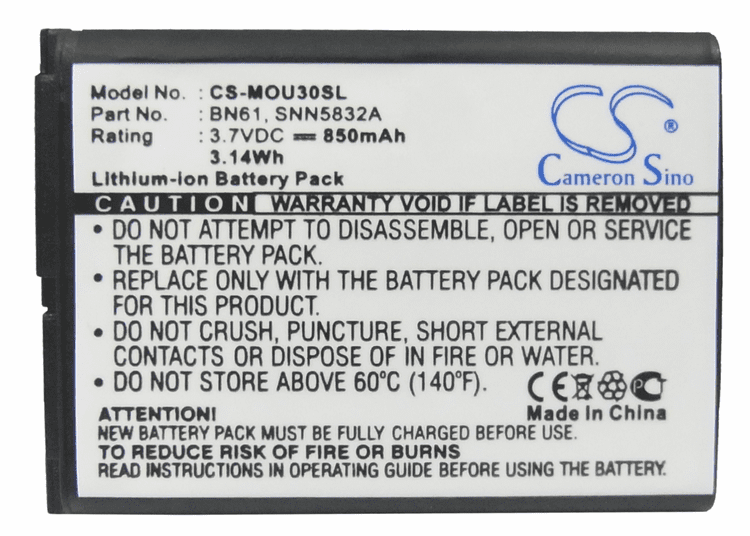 Model No. : CS-MOU30SL
Part No. : BN61, SNN5832A
Rating : 3.7VDC ⎓ 850mAh
3.14Wh
Lithium-ion Battery Pack
CS ®
Cameron Sino
CAUTION WARRANTY VOID IF LABEL IS REMOVED
• DO NOT ATTEMPT TO DISASSEMBLE, OPEN OR SERVICE
THE BATTERY PACK.
• REPLACE ONLY WITH THE BATTERY PACK DESIGNATED
FOR THIS PRODUCT.
• DO NOT CRUSH, PUNCTURE, SHORT EXTERNAL
CONTACTS OR DISPOSE OF IN FIRE OR WATER.
• DO NOT STORE ABOVE 60°C (140°F).
CE
Made In China
ATTENTION!
NEW BATTERY PACK MUST BE FULLY CHARGED BEFORE
TO REDUCE RISK OF FIRE OR BURNS
READ INSTRUCTIONS IN OPERATING GUIDE BEFORE USING THE BATTERY.